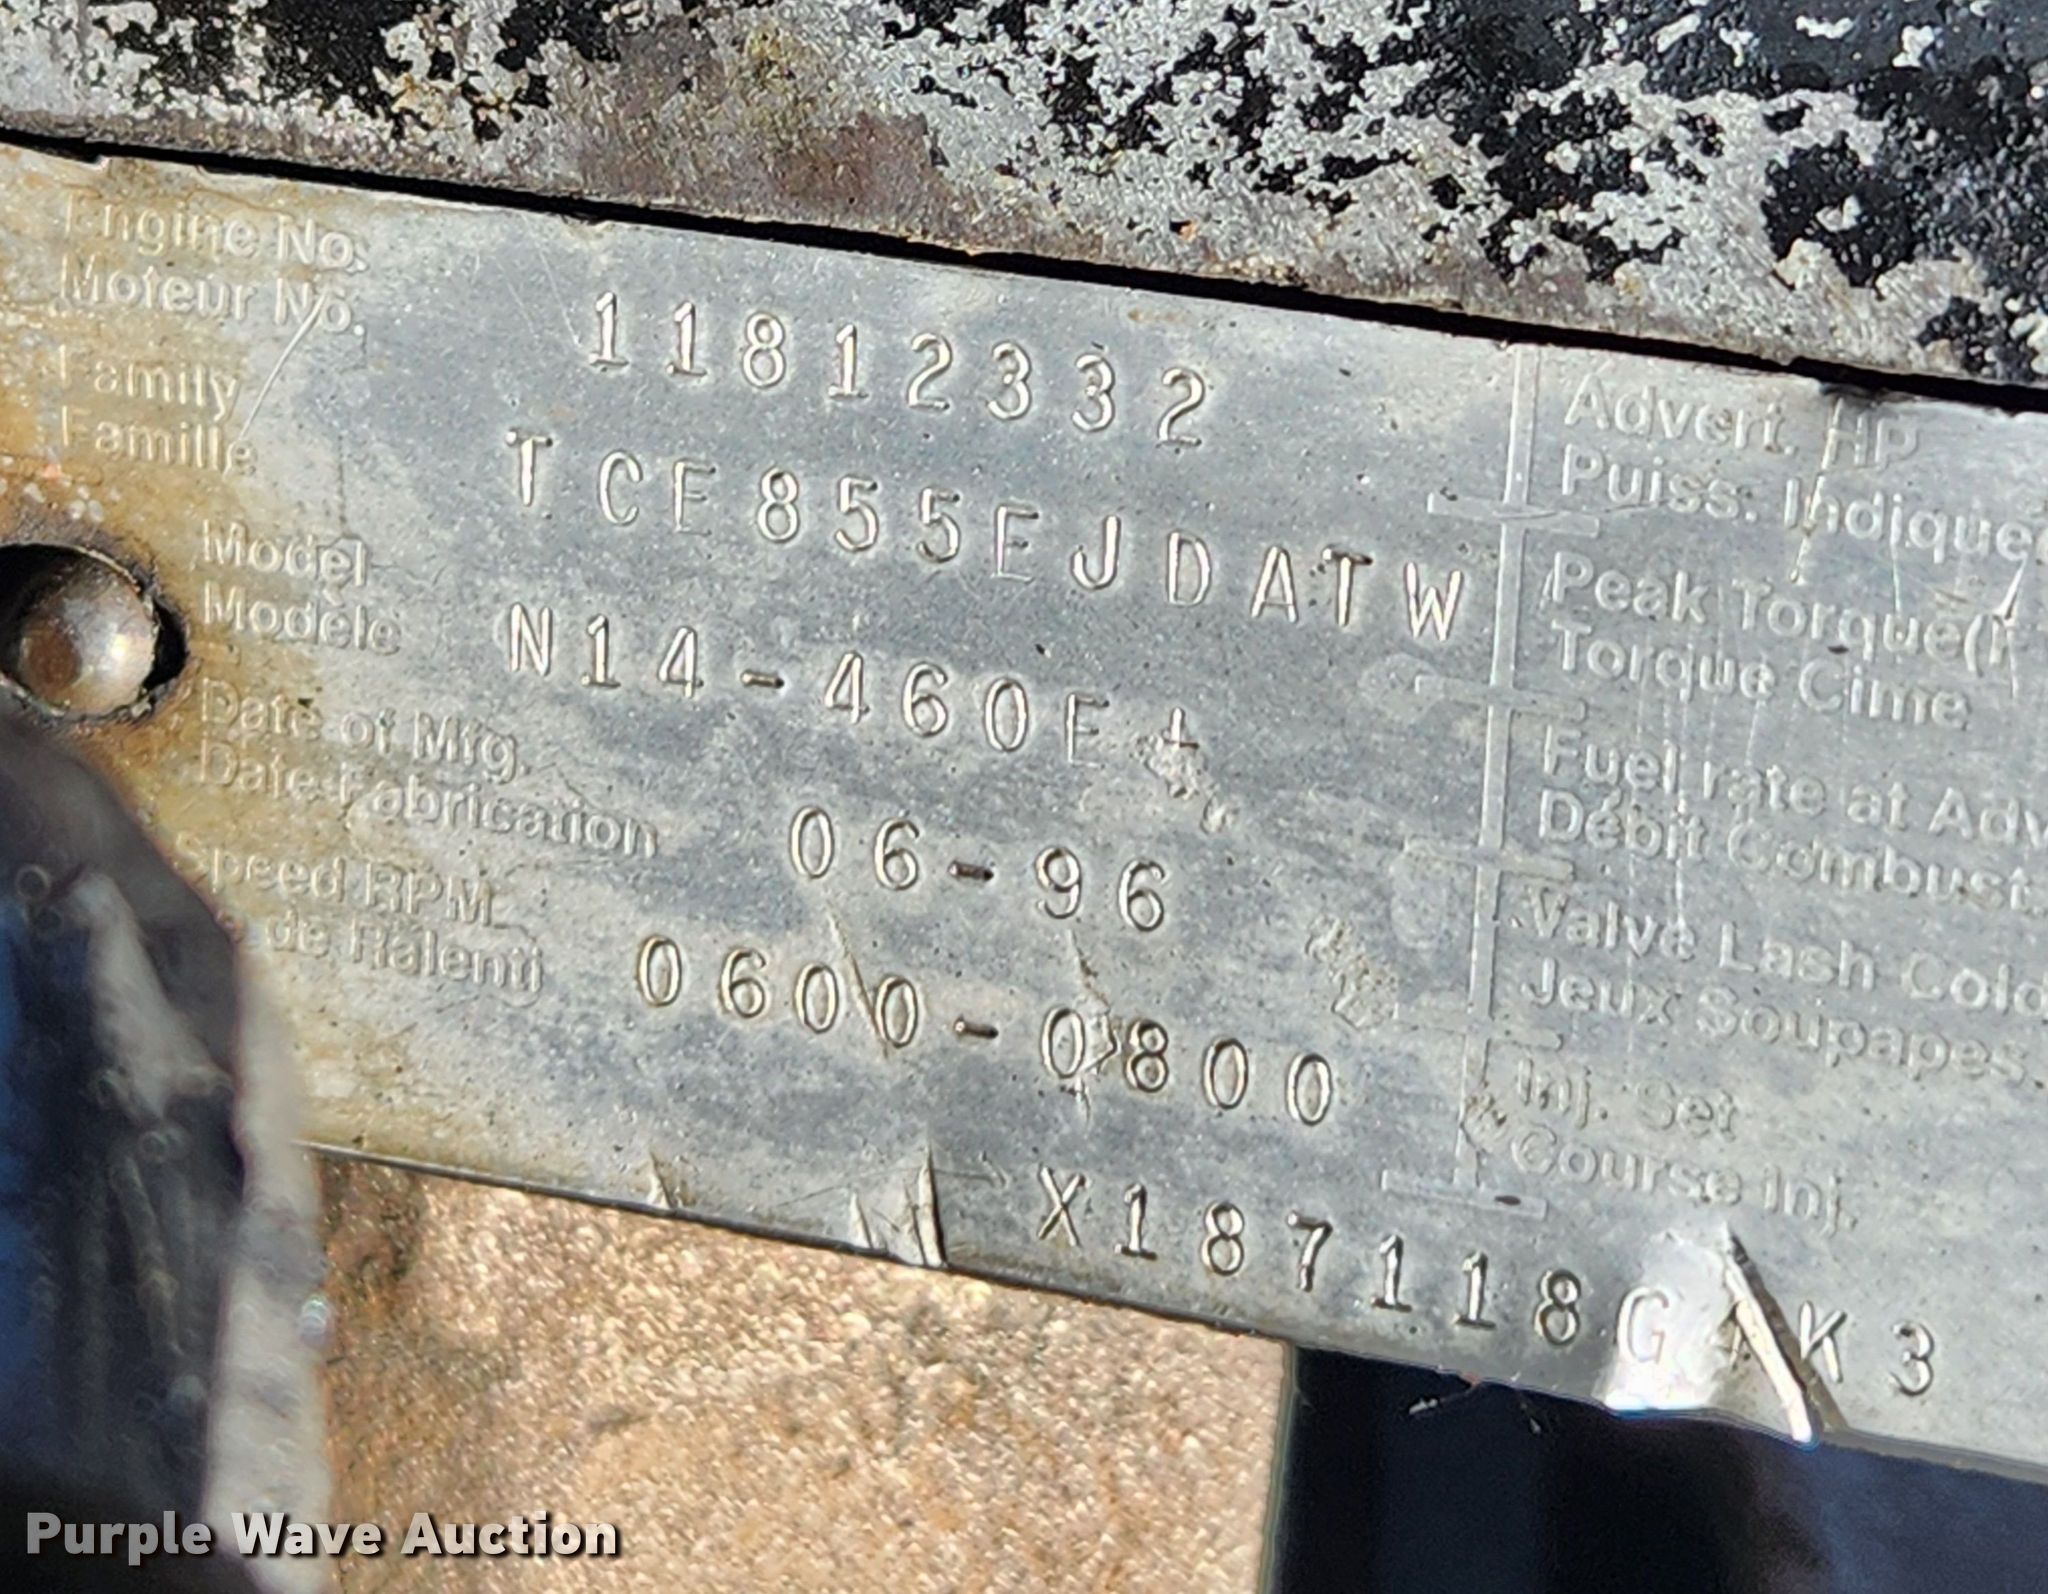 Engine No.
Moteur No.
11812332
Family
Famille
TCE855EJDATW
Model
Modèle
N14-460E+
Date of Mfg.
Date Fabrication
06-96
Speed RPM
de Ralenti
0600-0800
X187118G K3
Advert. HP
Puiss. Indiquée
Peak Torque(
Torque Cime
Fuel rate at Adv
Débit Combust.
Valve Lash Cold
Jeux Soupapes.
Inj. Set
Course Inj.
Purple Wave Auction